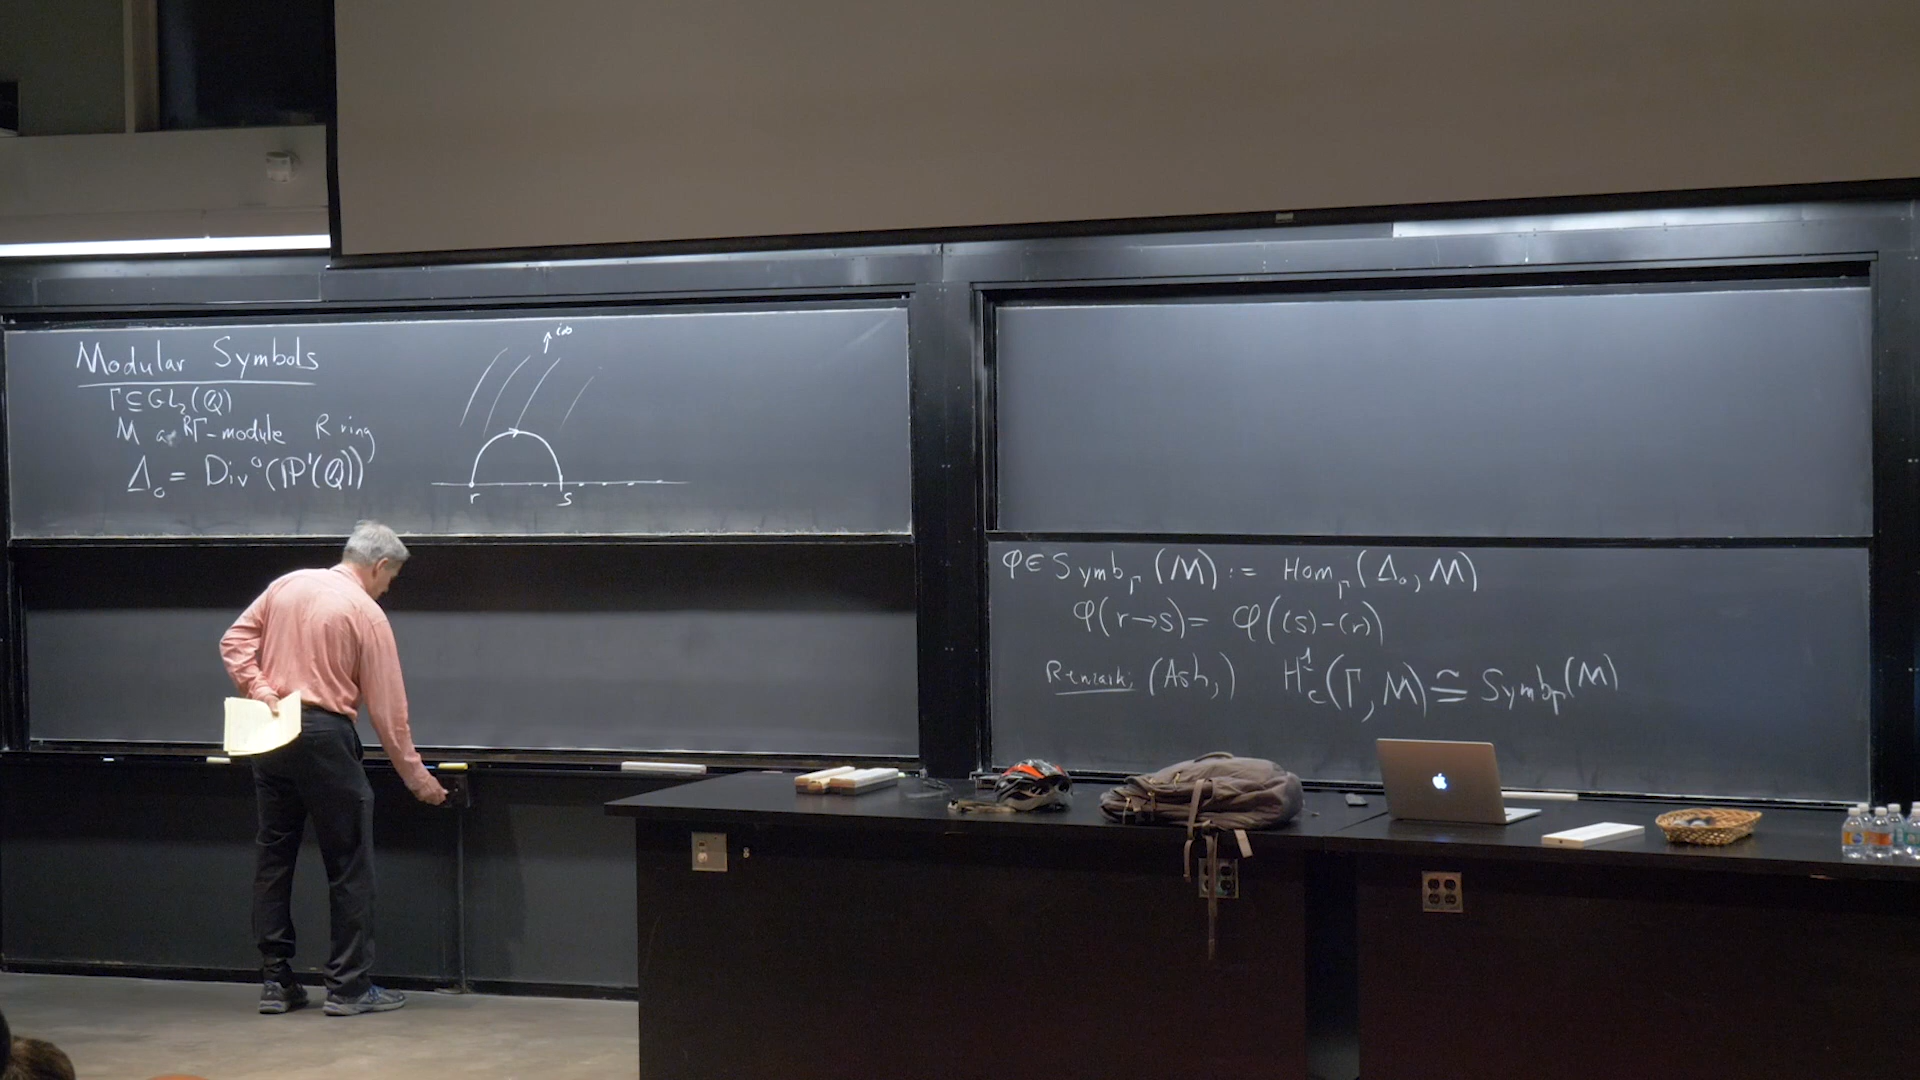 Modular Symbols
Γ ⊆ GL₂(ℚ)
M a RΓ-module R ring
Δ₀ = Div⁰(ℙ¹(ℚ))
↑ i∞
r s
φ ∈ Symb_Γ(M) := Hom_Γ(Δ₀, M)
φ(r→s) = φ((s)-(r))
Remark: (Ash, ) H¹_c(Γ, M) ≅ Symb_Γ(M)